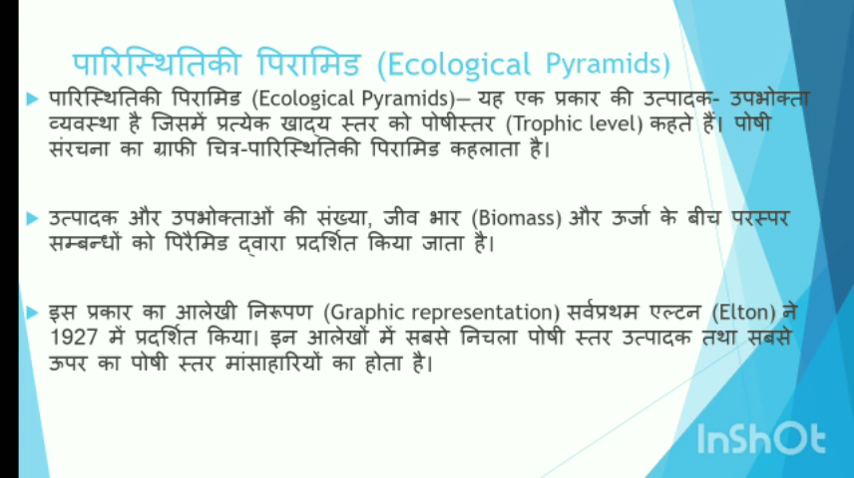 पारिस्थितिकी पिरामिड (Ecological Pyramids)
पारिस्थितिकी पिरामिड (Ecological Pyramids)– यह एक प्रकार की उत्पादक- उपभोक्ता
व्यवस्था है जिसमें प्रत्येक खाद्य स्तर को पोषीस्तर (Trophic level) कहते हैं। पोषी
संरचना का ग्राफी चित्र-पारिस्थितिकी पिरामिड कहलाता है।
उत्पादक और उपभोक्ताओं की संख्या, जीव भार (Biomass) और ऊर्जा के बीच परस्पर
सम्बन्धों को पिरैमिड द्वारा प्रदर्शित किया जाता है।
इस प्रकार का आलेखी निरूपण (Graphic representation) सर्वप्रथम एल्टन (Elton) ने
1927 में प्रदर्शित किया। इन आलेखों में सबसे निचला पोषी स्तर उत्पादक तथा सबसे
ऊपर का पोषी स्तर मांसाहारियों का होता है।
InShOt